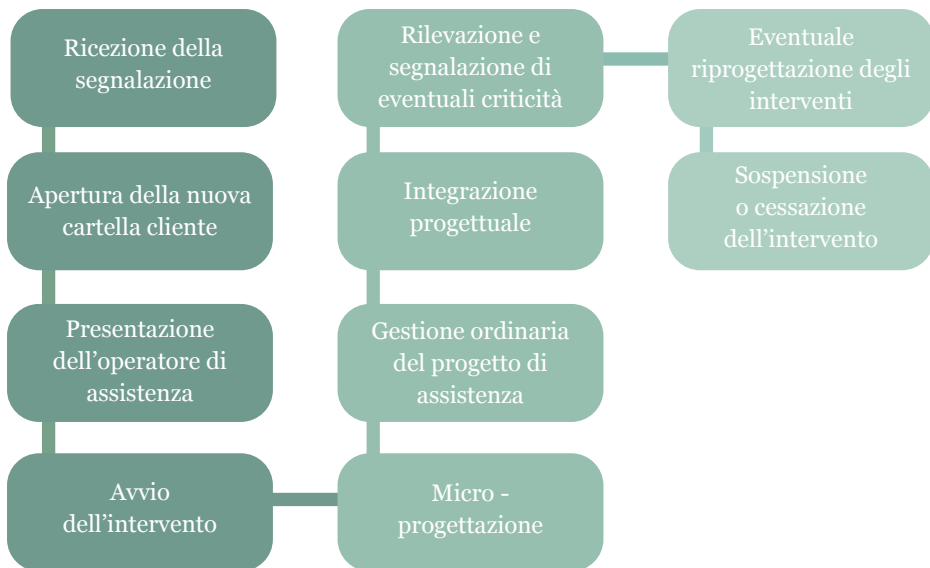 Ricezione della
segnalazione
Apertura della nuova
cartella cliente
Presentazione
dell’operatore di
assistenza
Avvio
dell’intervento
Micro -
progettazione
Gestione ordinaria
del progetto di
assistenza
Integrazione
progettuale
Rilevazione e
segnalazione di
eventuali criticità
Eventuale
riprogettazione degli
interventi
Sospensione
o cessazione
dell’intervento